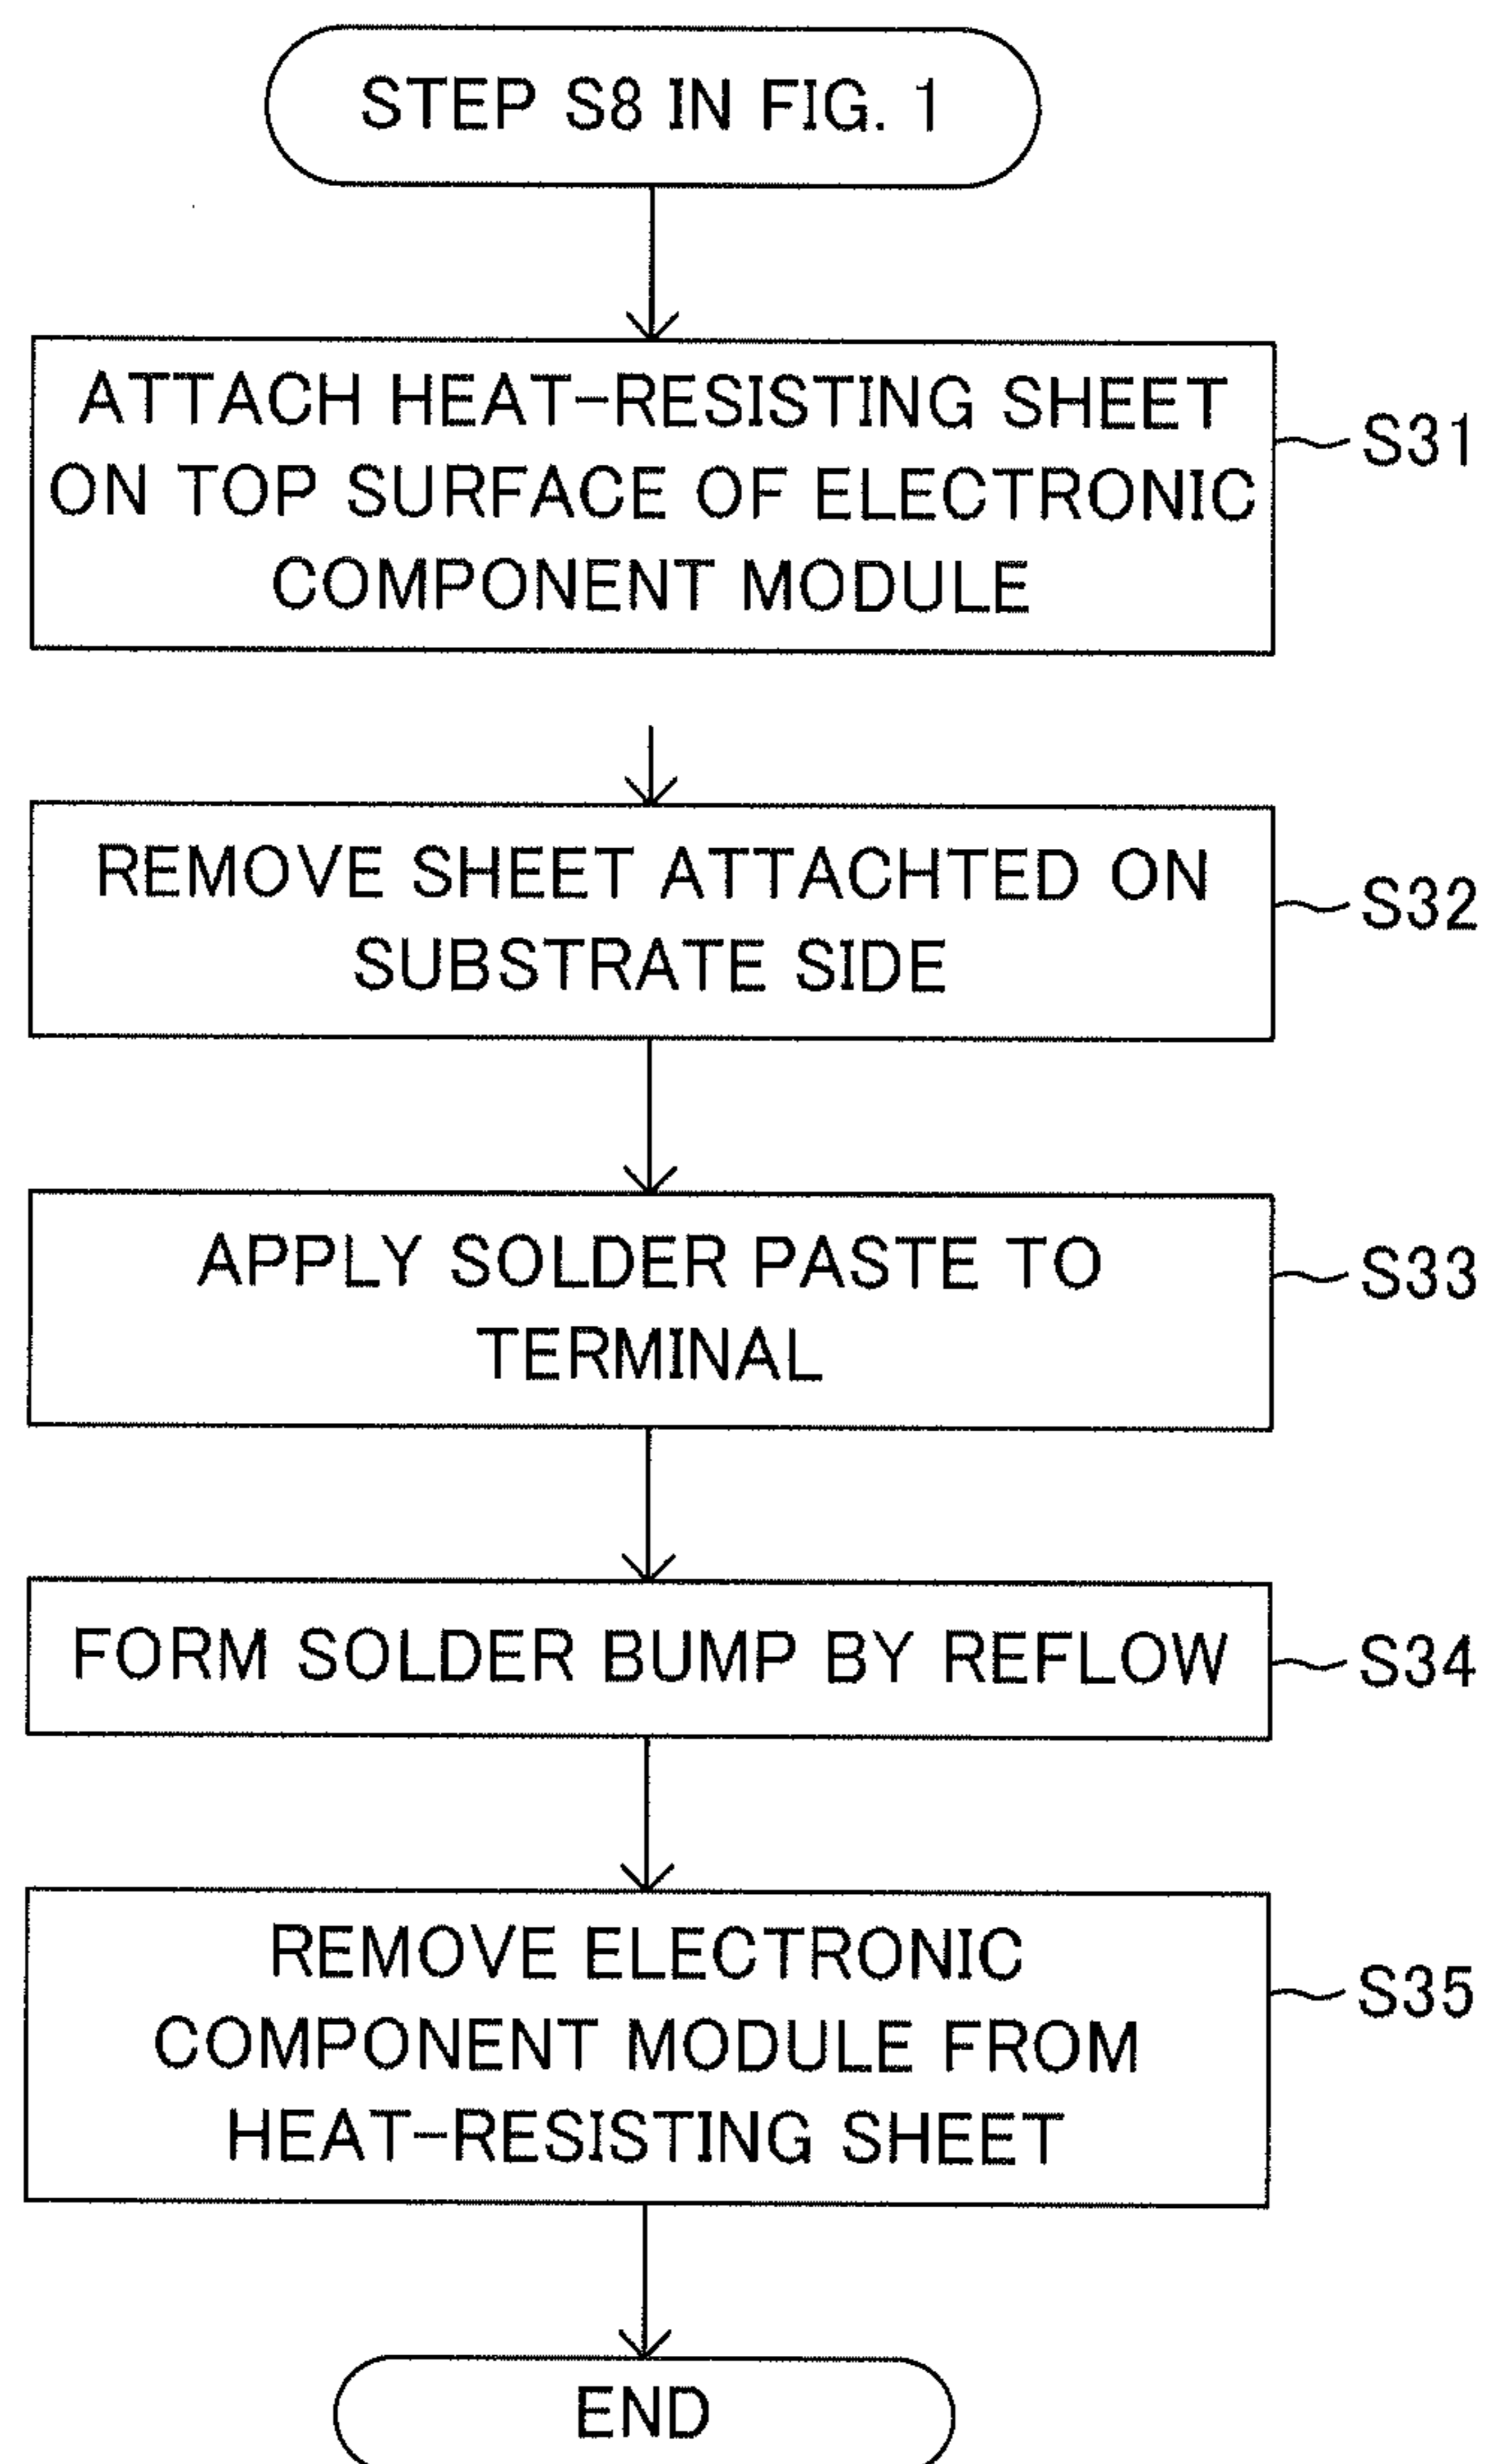 STEP S8 IN FIG. 1
ATTACH HEAT-RESISTING SHEET
ON TOP SURFACE OF ELECTRONIC
COMPONENT MODULE
S31
REMOVE SHEET ATTACHTED ON
SUBSTRATE SIDE
S32
APPLY SOLDER PASTE TO
TERMINAL
S33
FORM SOLDER BUMP BY REFLOW
S34
REMOVE ELECTRONIC
COMPONENT MODULE FROM
HEAT-RESISTING SHEET
S35
END